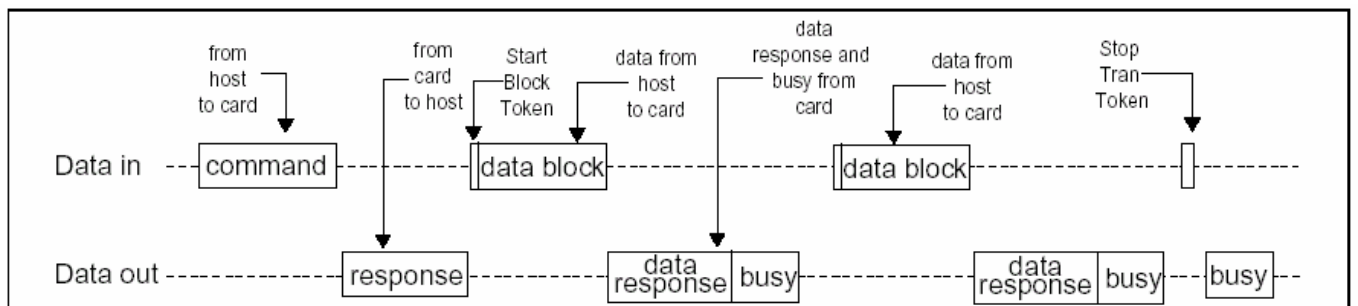 from
host
to card
from
card
to host
Start
Block
Token
data from
host
to card
data
response and
busy from
card
data from
host
to card
Stop
Tran
Token
Data in
command
data block
data block
Data out
response
data
response
busy
data
response
busy
busy